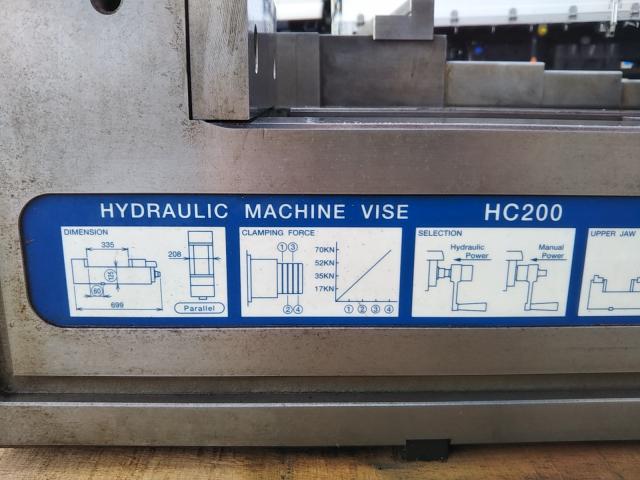 HYDRAULIC MACHINE VISE HC200
DIMENSION
335
208
60
699
Parallel
CLAMPING FORCE
① ③
② ④
70KN
52KN
35KN
17KN
① ② ③ ④
SELECTION
Hydraulic
Power
Manual
Power
UPPER JAW